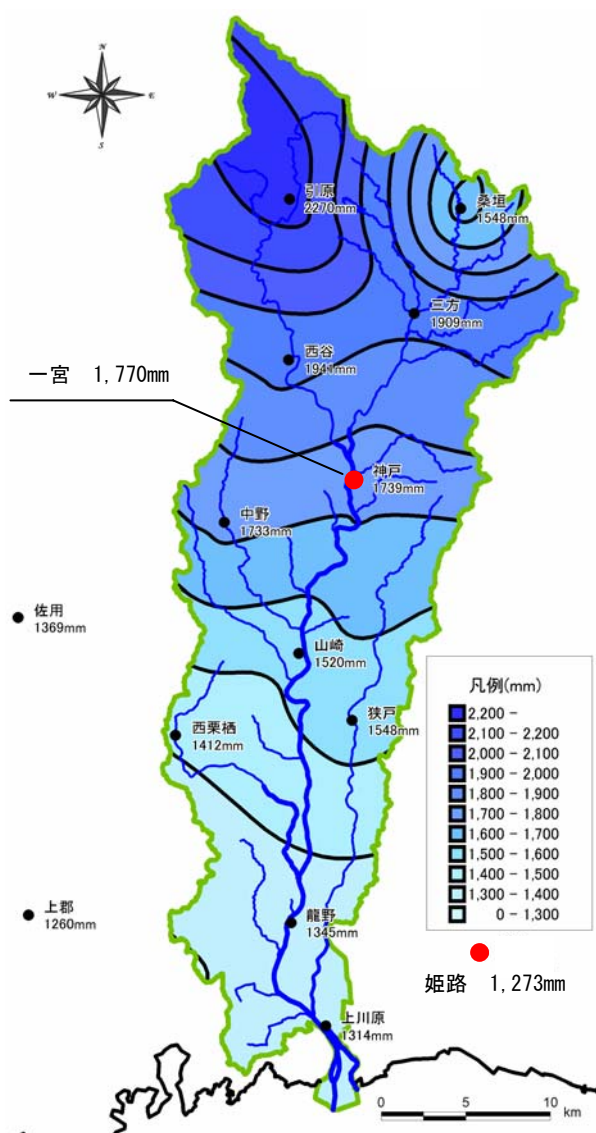 N
W
E
S
引原
2270mm
桑垣
1548mm
三方
1909mm
西谷
1941mm
一宮 1,770mm
神戸
1739mm
中野
1733mm
佐用
1369mm
山崎
1520mm
狭戸
1548mm
西栗栖
1412mm
凡例(mm)
2,200 -
2,100 - 2,200
2,000 - 2,100
1,900 - 2,000
1,800 - 1,900
1,700 - 1,800
1,600 - 1,700
1,500 - 1,600
1,400 - 1,500
1,300 - 1,400
0 - 1,300
上郡
1260mm
龍野
1345mm
姫路 1,273mm
上川原
1314mm
0 5 10
km